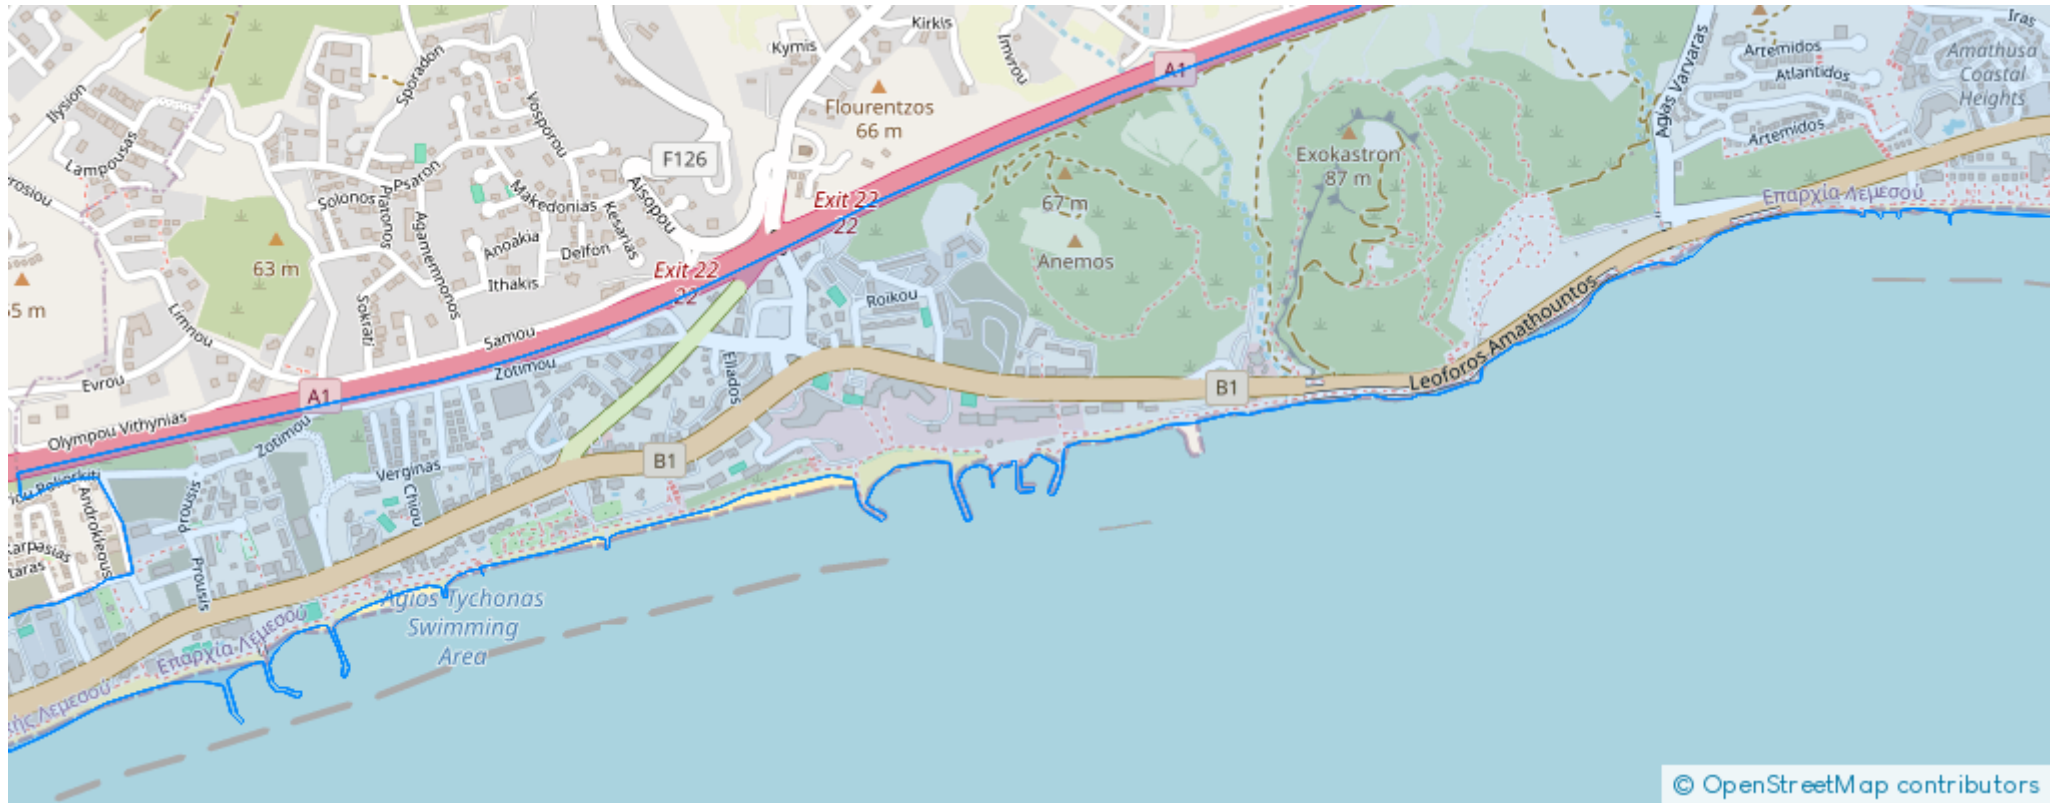 Kirkis
Iras
Kymis
Imvrou
Artemidos
Amathusa
Coastal
Heights
Sporadon
A1
Agias Varvaras
Atlantidos
Ilysion
Vosporou
Flourentzos
66 m
Artemidos
Lampousas
F126
Exokastron
87 m
Psaron
Makedonias
Aisopou
Solonos
Platonos
Kesarias
Exit 22
22
67 m
Επαρχία Λεμεσού
Agamemnonos
Anoakia
Delfon
63 m
Exit 22
22
Anemos
Ithakis
Roikou
5 m
Limnou
Sokrati
Samou
Leoforos Amathountos
Zotimou
Ellados
Evrou
A1
B1
Olympou Vithynias
Zotimou
B1
Verginas
Androkleous
Prousis
Chiou
Karpasias
taras
Prousis
Agios Tychonas
Swimming
Area
Επαρχία Λεμεσού
ής Λεμεσού
© OpenStreetMap contributors